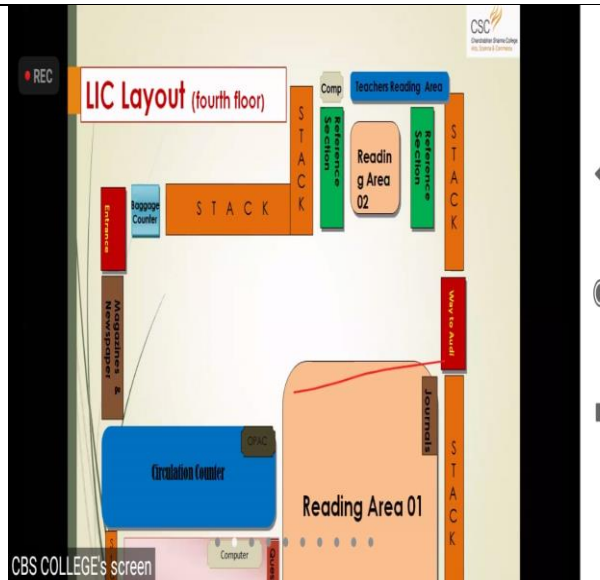 CSC
Chandrabhan Sharma College
Arts, Science & Commerce
REC
LIC Layout (fourth floor)
Comp
Teachers Reading Area
STACK
Reference Section
Readin
g Area
02
Reference Section
STACK
Entrance
Baggage
Counter
STACK
Way to Audi
Magazines &
Newspaper
Journals
OPAC
Circulation Counter
STACK
Reading Area 01
Computer
Ques
CBS COLLEGE's screen